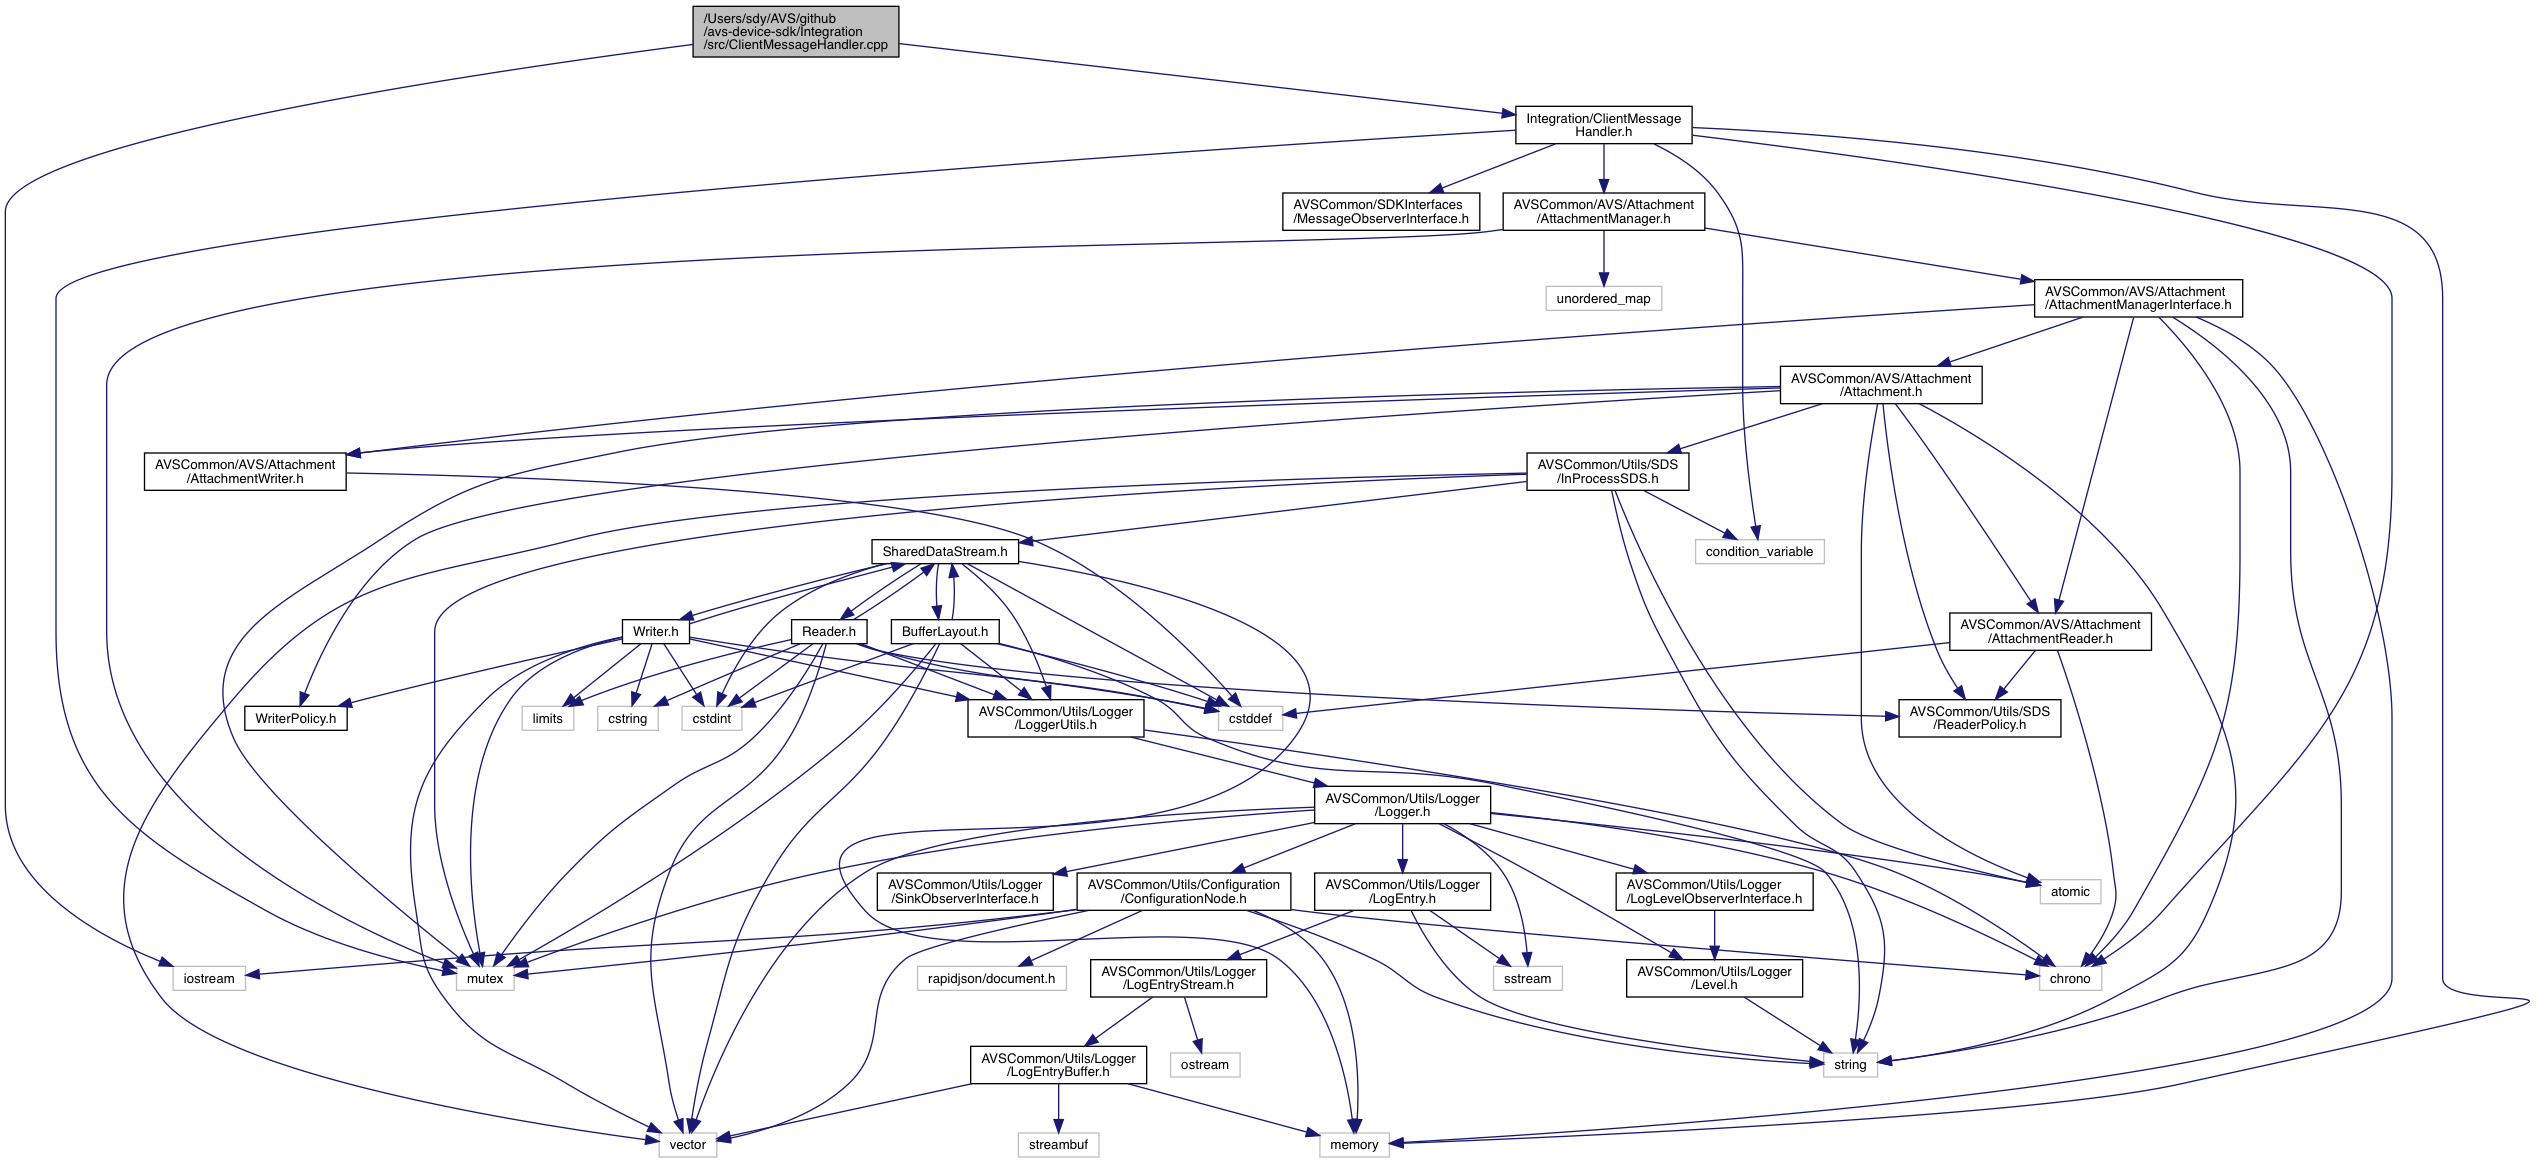 /Users/sdy/AVS/github
/avs-device-sdk/Integration
/src/ClientMessageHandler.cpp
Integration/ClientMessage
Handler.h
AVSCommon/SDKInterfaces
/MessageObserverInterface.h
AVSCommon/AVS/Attachment
/AttachmentManager.h
unordered_map
AVSCommon/AVS/Attachment
/AttachmentManagerInterface.h
AVSCommon/AVS/Attachment
/Attachment.h
AVSCommon/AVS/Attachment
/AttachmentWriter.h
AVSCommon/Utils/SDS
/InProcessSDS.h
SharedDataStream.h
condition_variable
Writer.h
Reader.h
BufferLayout.h
AVSCommon/AVS/Attachment
/AttachmentReader.h
WriterPolicy.h
limits
cstring
cstdint
AVSCommon/Utils/Logger
/LoggerUtils.h
cstddef
AVSCommon/Utils/SDS
/ReaderPolicy.h
AVSCommon/Utils/Logger
/Logger.h
AVSCommon/Utils/Logger
/SinkObserverInterface.h
AVSCommon/Utils/Configuration
/ConfigurationNode.h
AVSCommon/Utils/Logger
/LogEntry.h
AVSCommon/Utils/Logger
/LogLevelObserverInterface.h
atomic
iostream
mutex
rapidjson/document.h
AVSCommon/Utils/Logger
/LogEntryStream.h
sstream
AVSCommon/Utils/Logger
/Level.h
chrono
AVSCommon/Utils/Logger
/LogEntryBuffer.h
ostream
string
vector
streambuf
memory